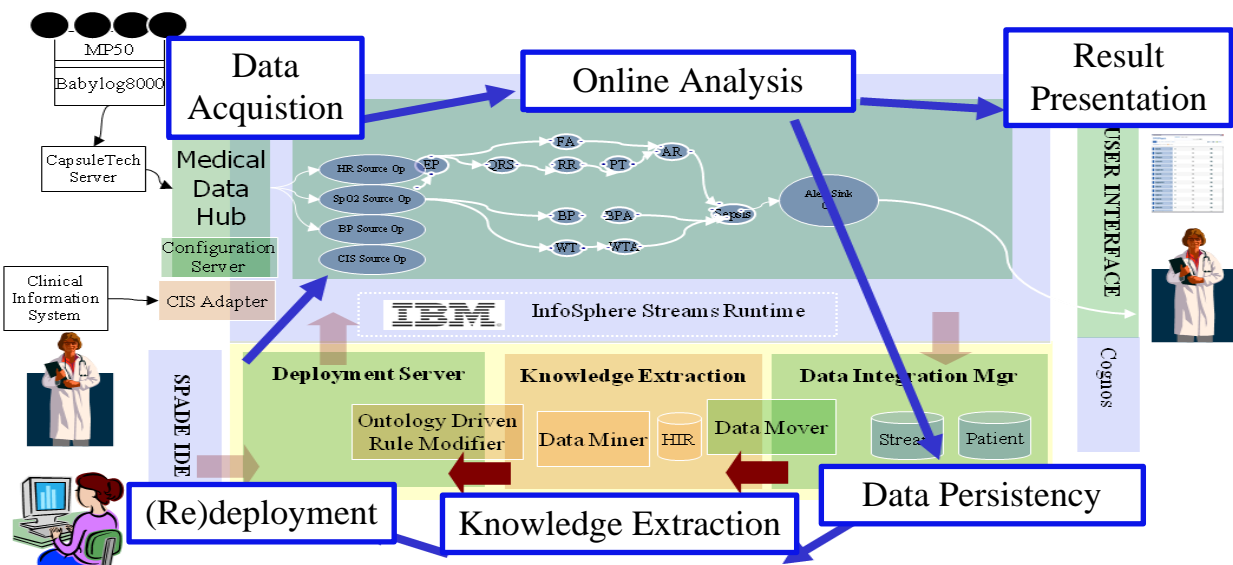 MP50
Babylog8000
Data
Acquistion
Online Analysis
Result
Presentation
CapsuleTech
Server
Medical
Data
Hub
Configuration
Server
Clinical
Information
System
CIS Adapter
HR Source Op
SpO2 Source Op
BP Source Op
CIS Source Op
EP
QRS
FA
RR
PT
AR
BP
BPA
WT
WTA
Sepsis
Sink
USER INTERFACE
Cognos
IBM
InfoSphere Streams Runtime
SPADE IDE
Deployment Server
Knowledge Extraction
Data Integration Mgr
Ontology Driven
Rule Modifier
Data Miner
HIR
Data Mover
Patient
(Re)deployment
Knowledge Extraction
Data Persistency